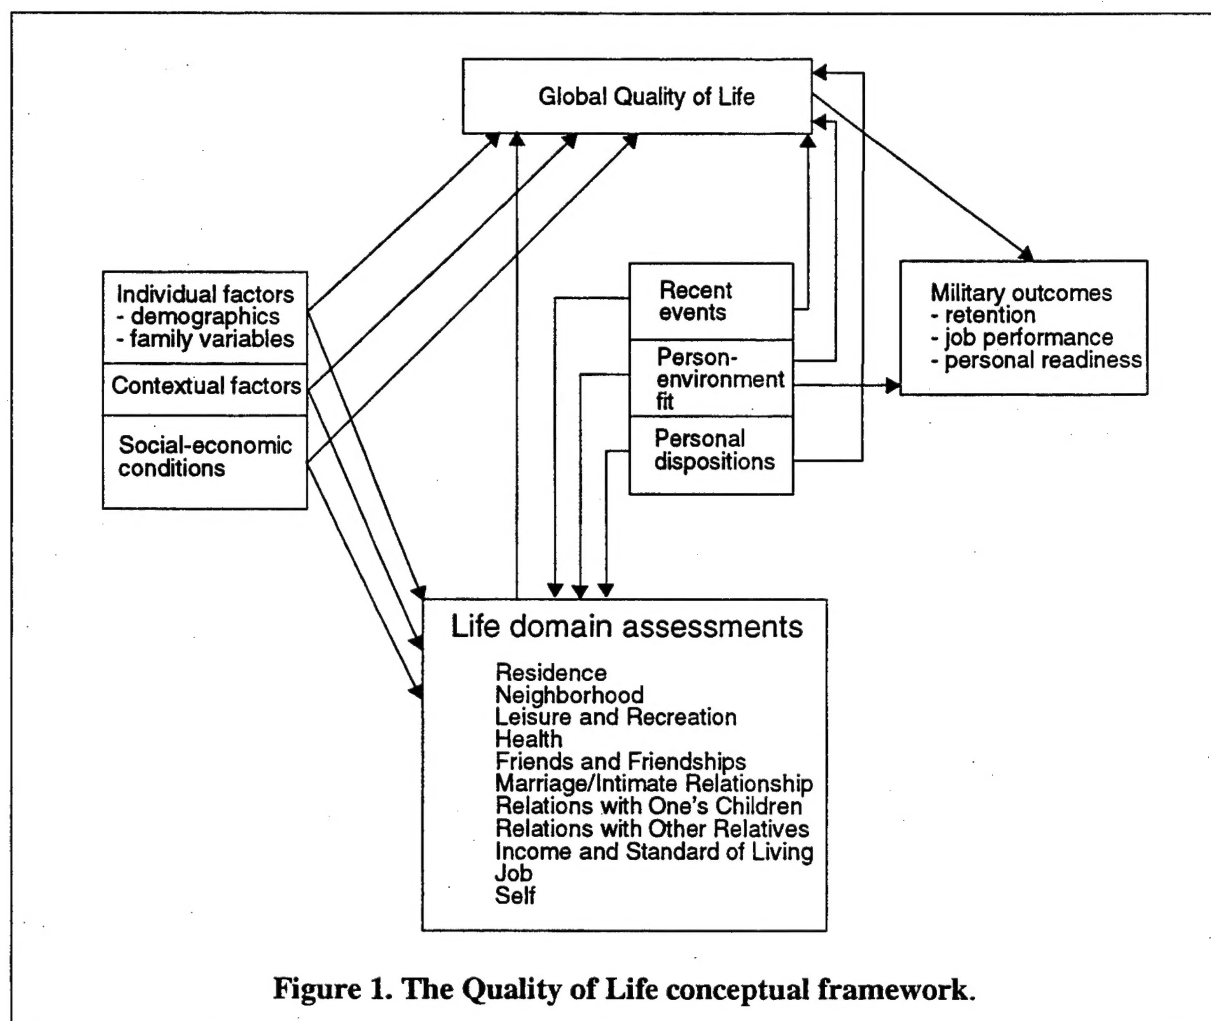 Global Quality of Life
Individual factors
- demographics
- family variables
Contextual factors
Social-economic
conditions
Recent
events
Person-
environment
fit
Personal
dispositions
Military outcomes
- retention
- job performance
- personal readiness
Life domain assessments
Residence
Neighborhood
Leisure and Recreation
Health
Friends and Friendships
Marriage/Intimate Relationship
Relations with One's Children
Relations with Other Relatives
Income and Standard of Living
Job
Self
Figure 1. The Quality of Life conceptual framework.